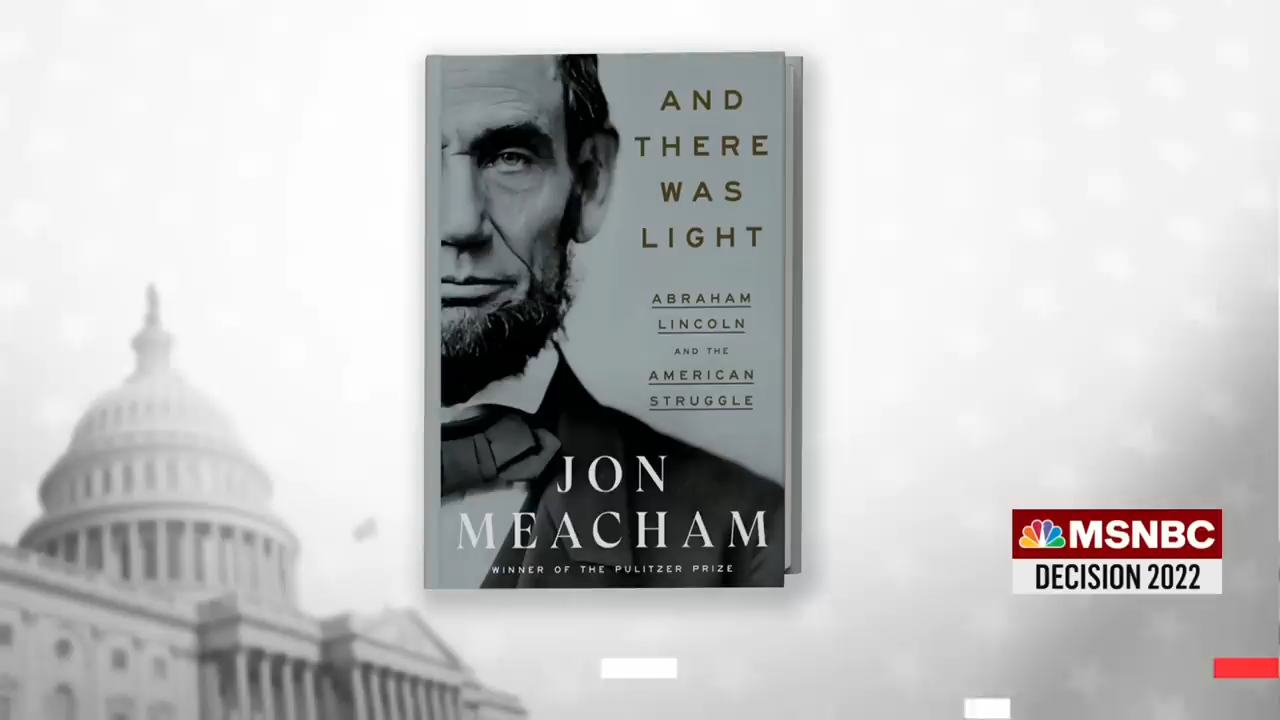 AND
THERE
WAS
LIGHT
ABRAHAM
LINCOLN
AND THE
AMERICAN
STRUGGLE
JON
MEACHAM
WINNER OF THE PULITZER PRIZE
MSNBC
DECISION 2022